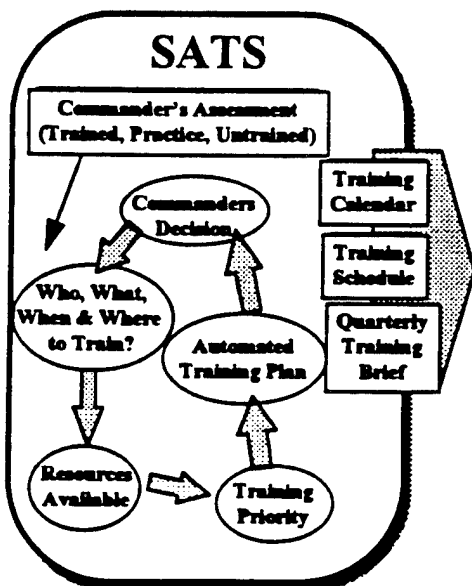 SATS
Commander's Assessment
(Trained, Practice, Untrained)
Commanders
Decision
Who, What,
When & Where
to Train?
Automated
Training Plan
Resources
Available
Training
Priority
Training
Calendar
Training
Schedule
Quarterly
Training
Brief